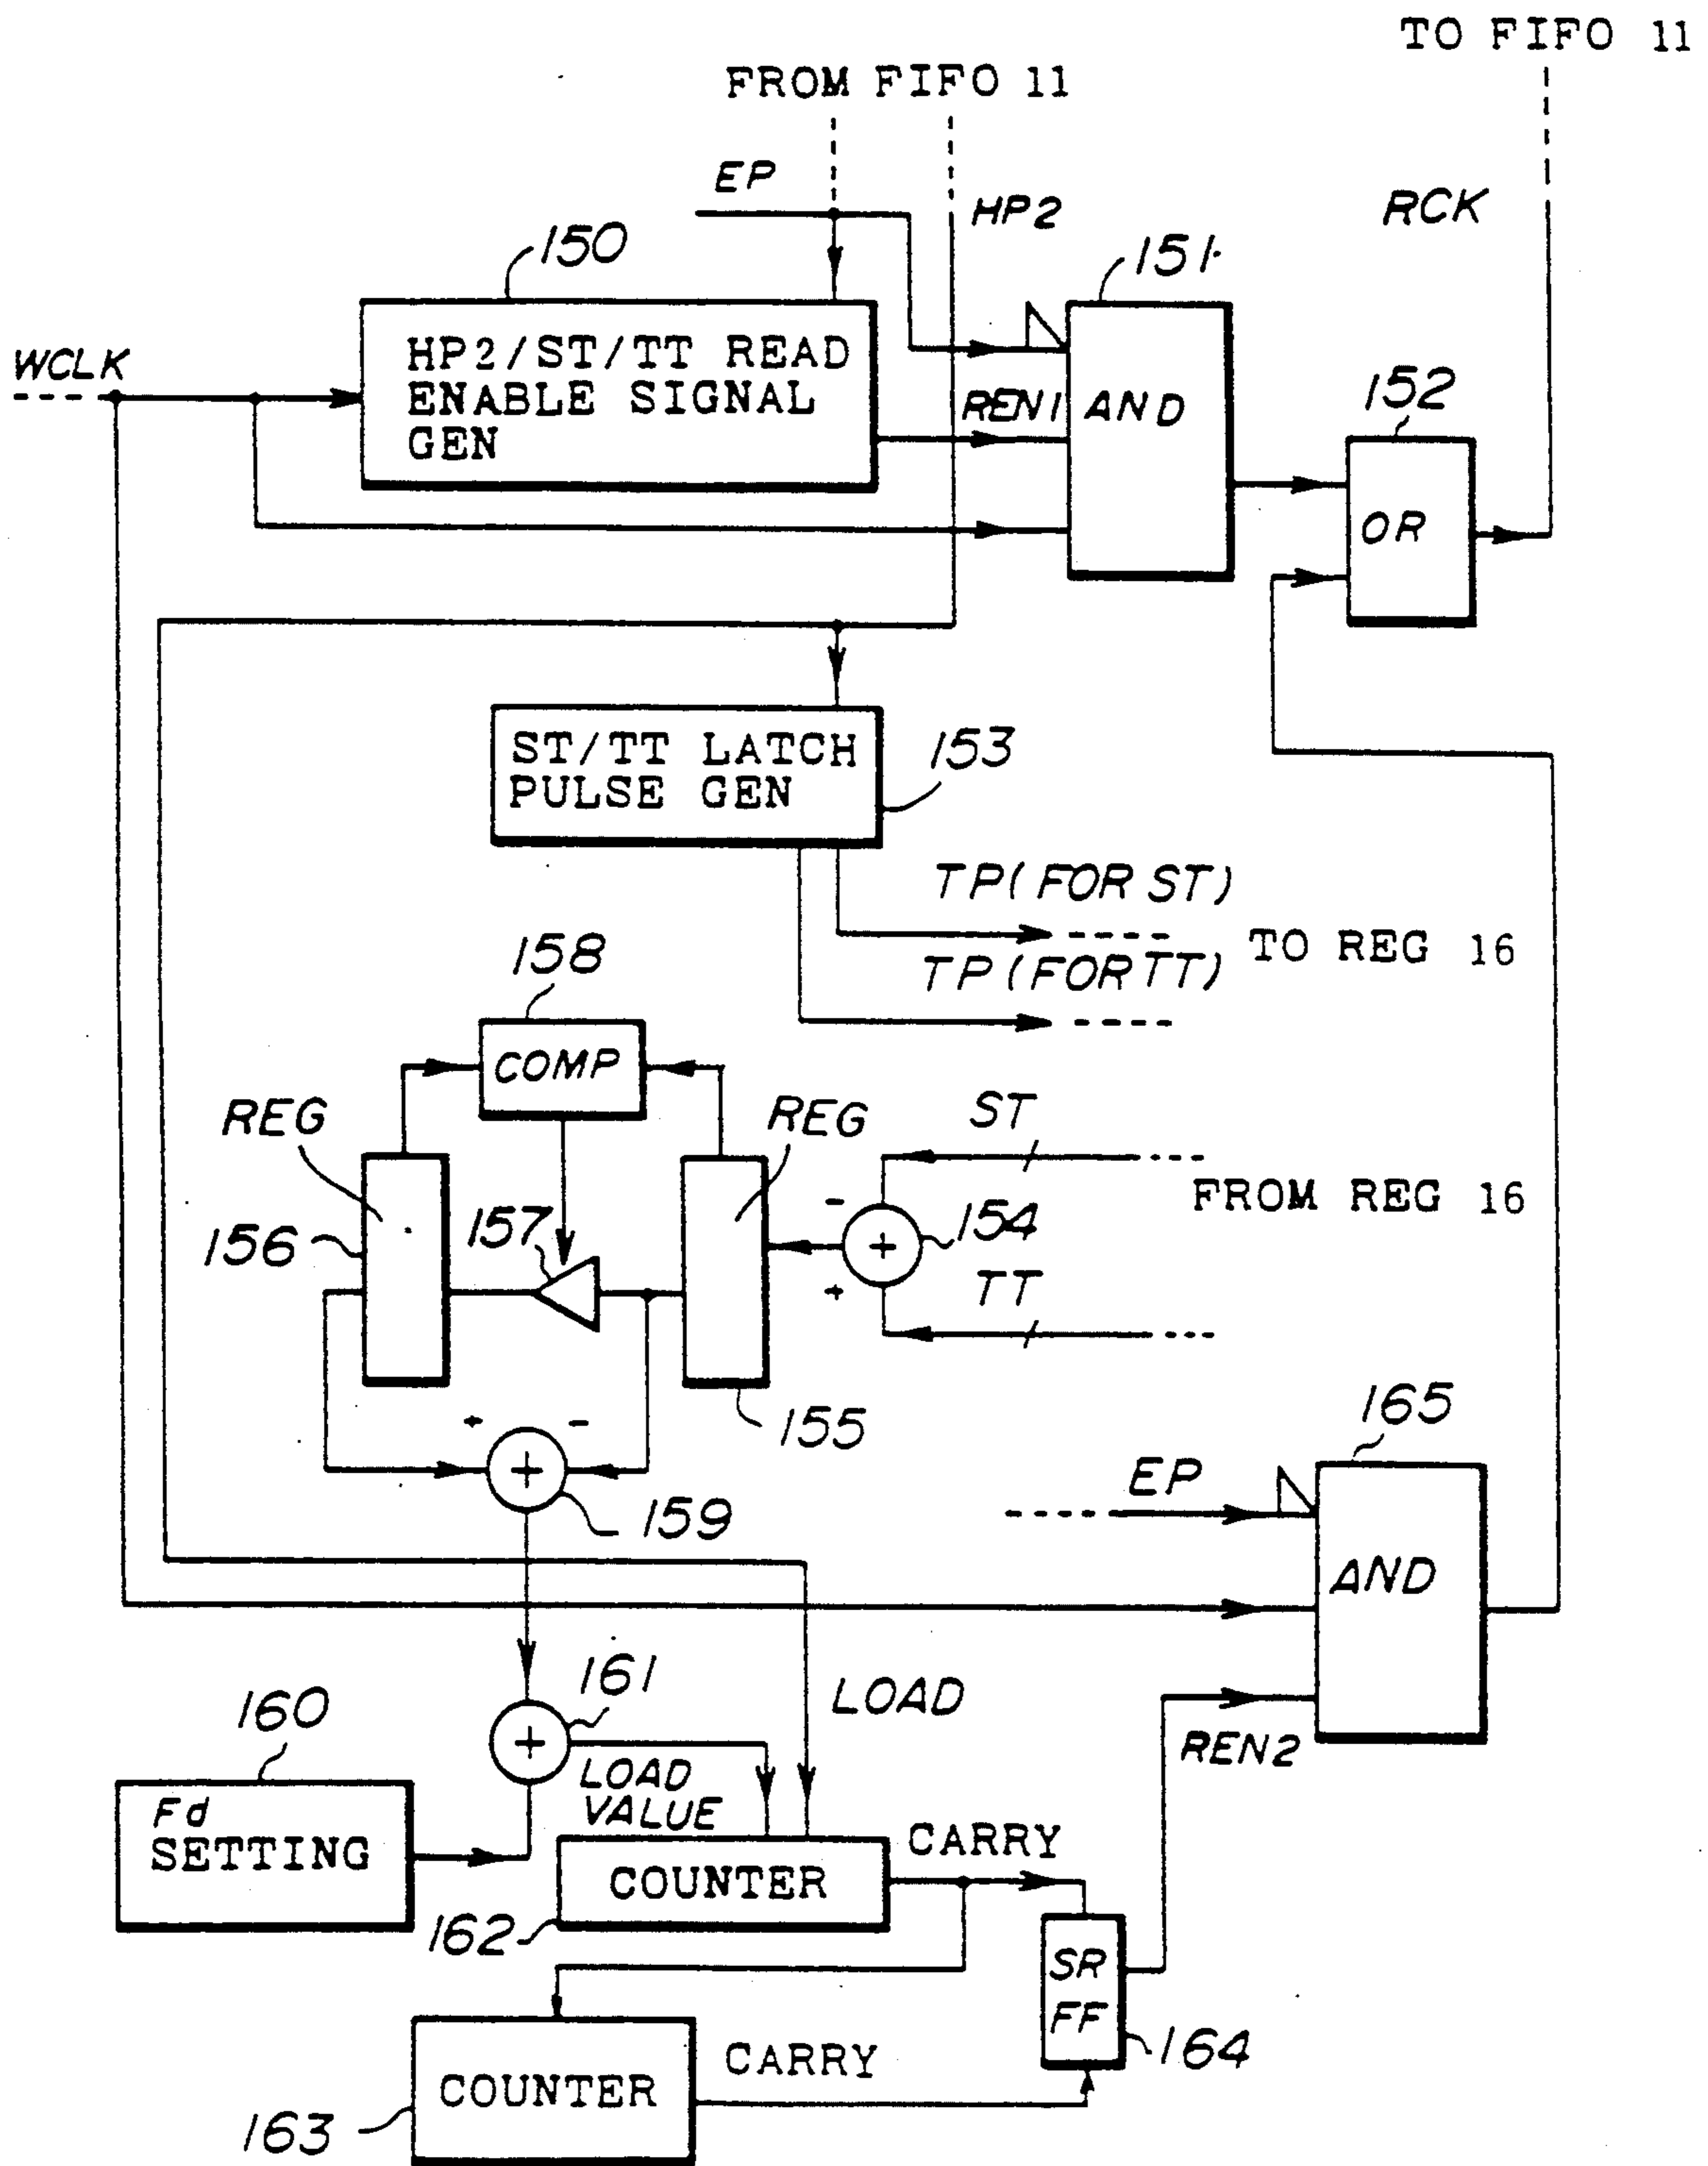 TO FIFO 11
FROM FIFO 11
EP
HP2
RCK
150
151
WCLK
HP2/ST/TT READ
ENABLE SIGNAL
GEN
REN1
AND
152
OR
ST/TT LATCH
PULSE GEN
153
TP(FOR ST)
TO REG 16
TP(FOR TT)
158
COMP
REG
REG
ST
FROM REG 16
-
154
+
156
157
+
TT
155
+
-
+
159
165
EP
AND
161
160
+
LOAD
REN2
LOAD
VALUE
Fd
SETTING
CARRY
COUNTER
162
SR
FF
164
CARRY
COUNTER
163